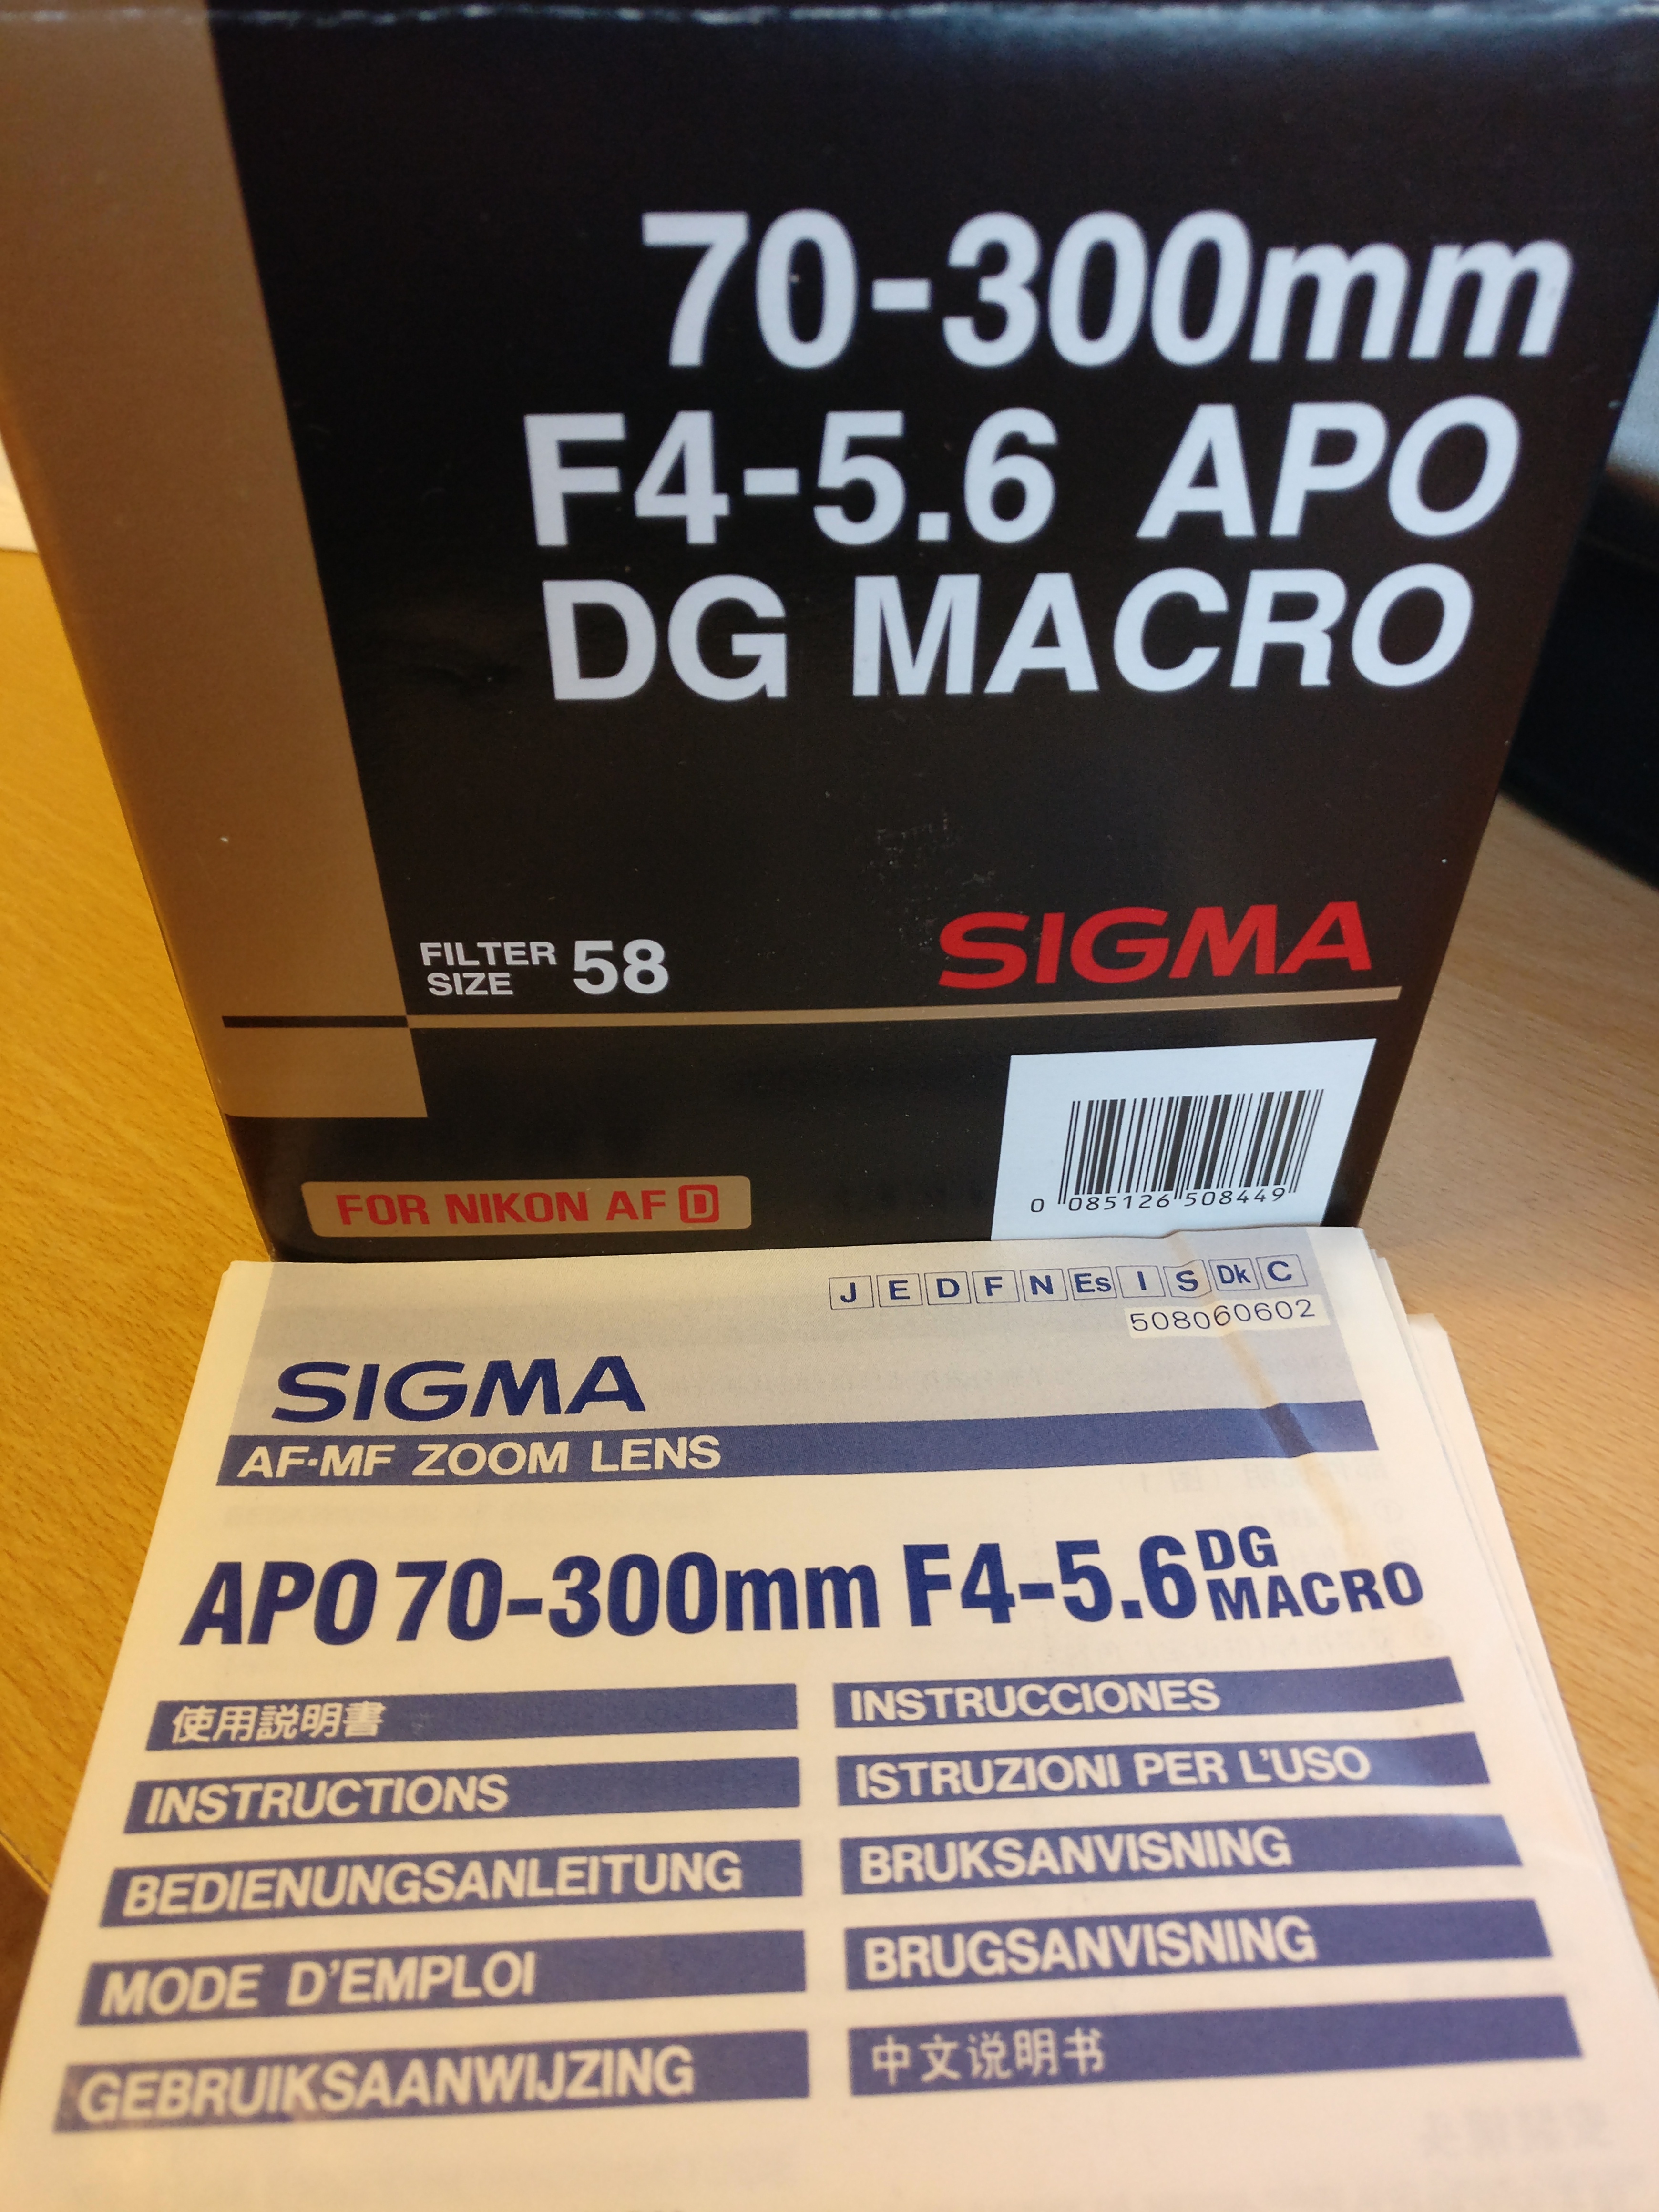 70-300mm
F4-5.6 APO
DG MACRO
FILTER SIZE 58
SIGMA
FOR NIKON AF D
0 085126 508449
J E D F N Es I S Dk C
508060602
SIGMA
AF-MF ZOOM LENS
APO 70-300mm F4-5.6 DG MACRO
使用説明書
INSTRUCTIONS
BEDIENUNGSANLEITUNG
MODE D'EMPLOI
GEBRUIKSAANWIJZING
INSTRUCCIONES
ISTRUZIONI PER L'USO
BRUKSANVISNING
BRUGSANVISNING
中文说明书